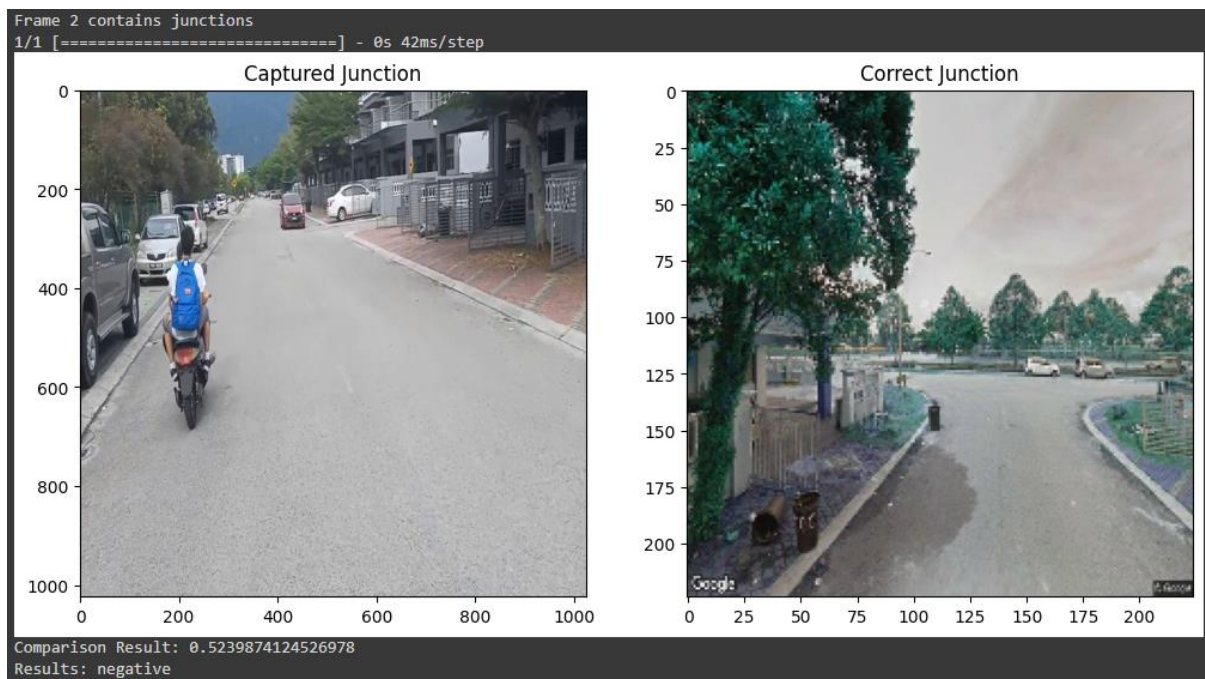 Frame 2 contains junctions
1/1 [==============================] - 0s 42ms/step
Captured Junction
0
200
400
600
800
1000
0 200 400 600 800 1000
Correct Junction
0
25
50
75
100
125
150
175
200
0 25 50 75 100 125 150 175 200
Google
© Google
Comparison Result: 0.5239874124526978
Results: negative